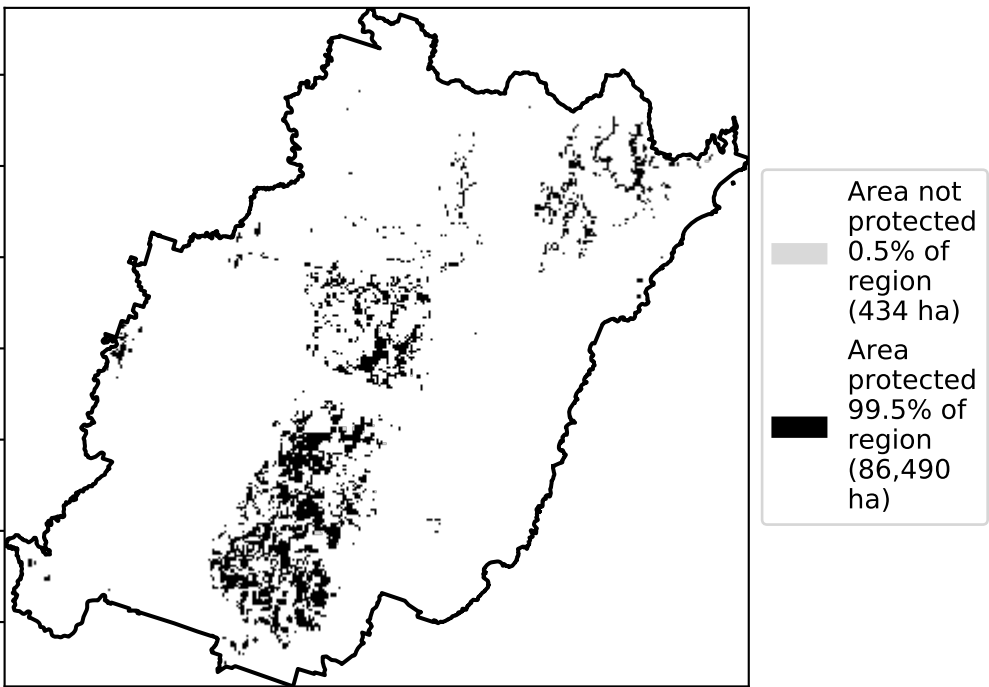 Area not
protected
0.5% of
region
(434 ha)
Area
protected
99.5% of
region
(86,490
ha)